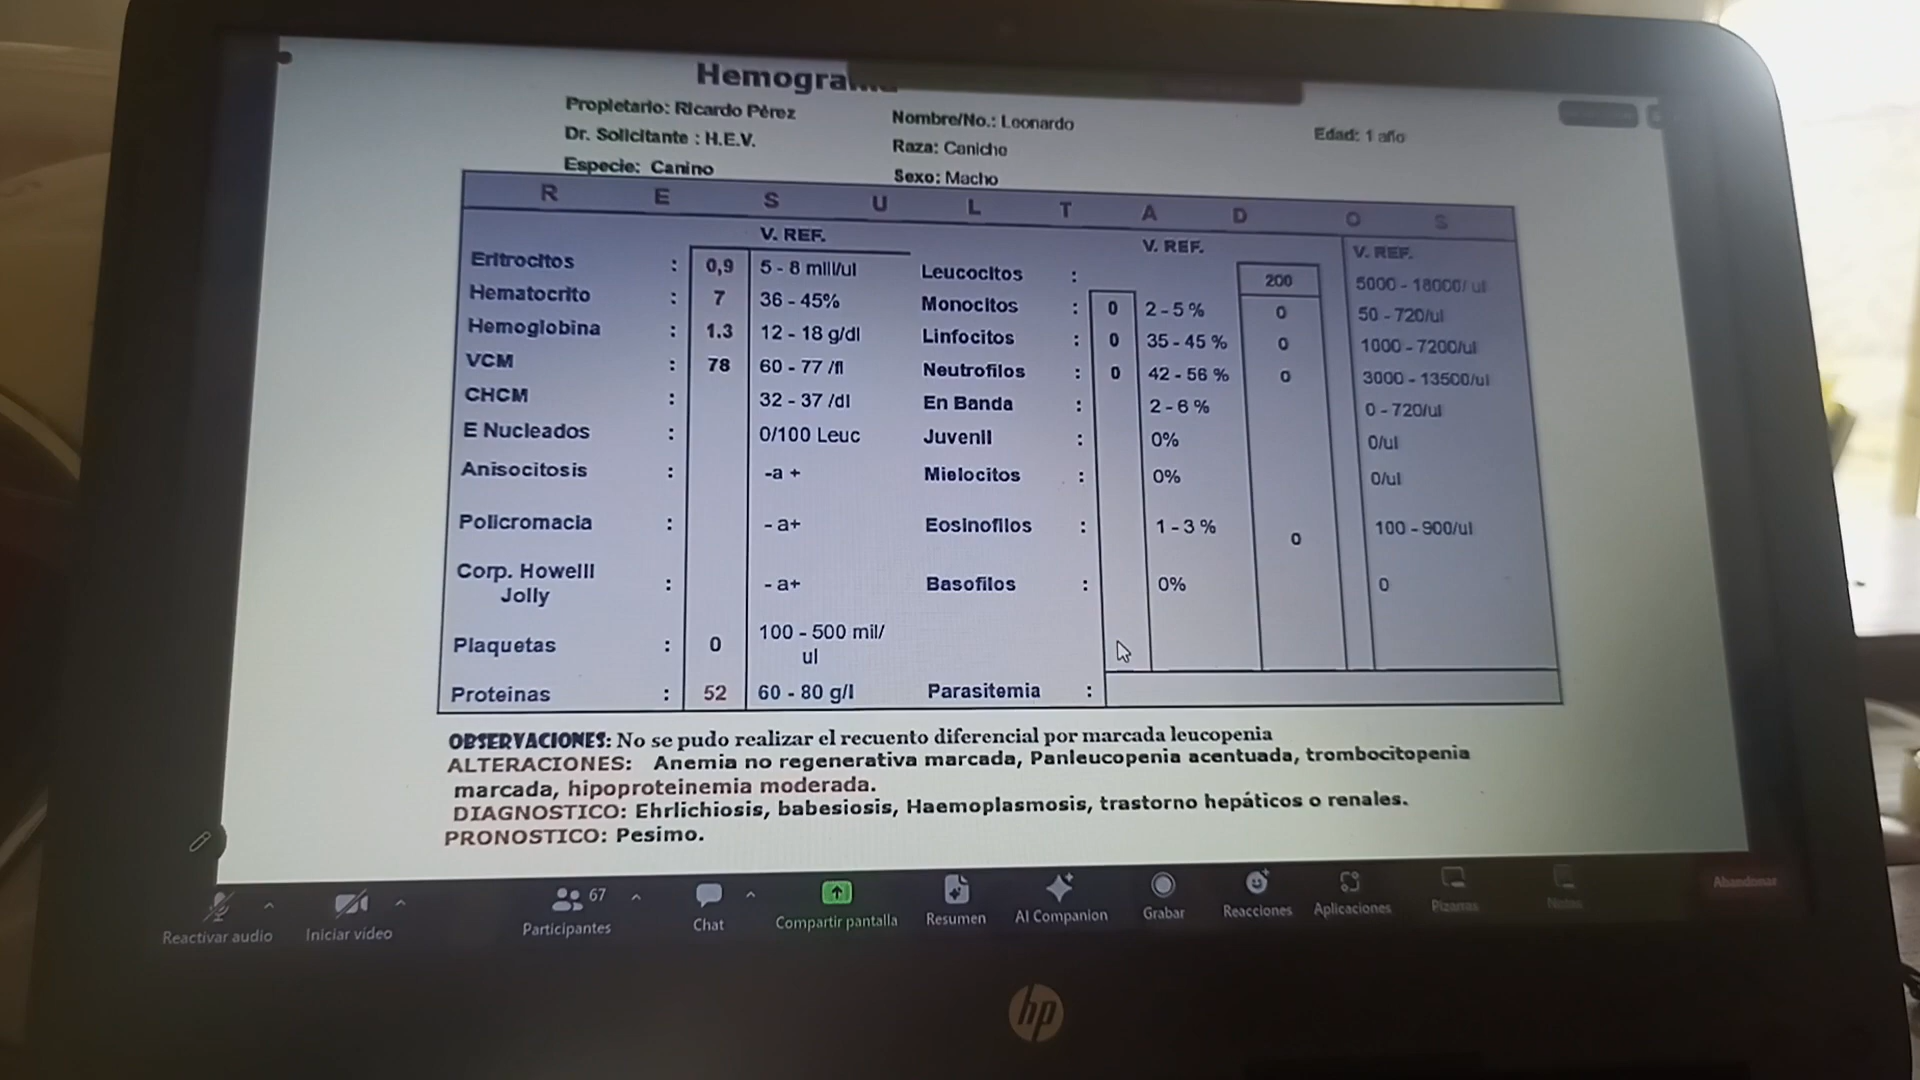 Hemograma
Propietario: Ricardo Pérez
Nombre/No.: Leonardo
Edad: 1 año
Dr. Solicitante : H.E.V.
Raza: Caniche
Especie: Canino
Sexo: Macho
R E S U L T A D O S
V. REF. V. REF. V. REF.
Eritrocitos : 0,9 5 - 8 mill/ul Leucocitos : 200 5000 - 18000/ ul
Hematocrito : 7 36 - 45% Monocitos : 0 2 - 5 % 0 50 - 720/ul
Hemoglobina : 1.3 12 - 18 g/dl Linfocitos : 0 35 - 45 % 0 1000 - 7200/ul
VCM : 78 60 - 77 /fl Neutrofilos : 0 42 - 56 % 0 3000 - 13500/ul
CHCM : 32 - 37 /dl En Banda : 2 - 6 % 0 - 720/ul
E Nucleados : 0/100 Leuc Juvenil : 0% 0/ul
Anisocitosis : -a + Mielocitos : 0% 0/ul
Policromacia : - a+ Eosinofilos : 1 - 3 % 0 100 - 900/ul
Corp. Howelll Jolly : - a+ Basofilos : 0% 0
Plaquetas : 0 100 - 500 mil/ ul
Proteinas : 52 60 - 80 g/l Parasitemia :
OBSERVACIONES: No se pudo realizar el recuento diferencial por marcada leucopenia
ALTERACIONES: Anemia no regenerativa marcada, Panleucopenia acentuada, trombocitopenia
marcada, hipoproteinemia moderada.
DIAGNOSTICO: Ehrlichiosis, babesiosis, Haemoplasmosis, trastorno hepáticos o renales.
PRONOSTICO: Pesimo.
67
Reactivar audio
Iniciar video
Participantes
Chat
Compartir pantalla
Resumen
AI Companion
Grabar
Reacciones
Aplicaciones
Pizarras
Notas
Abandonar
hp